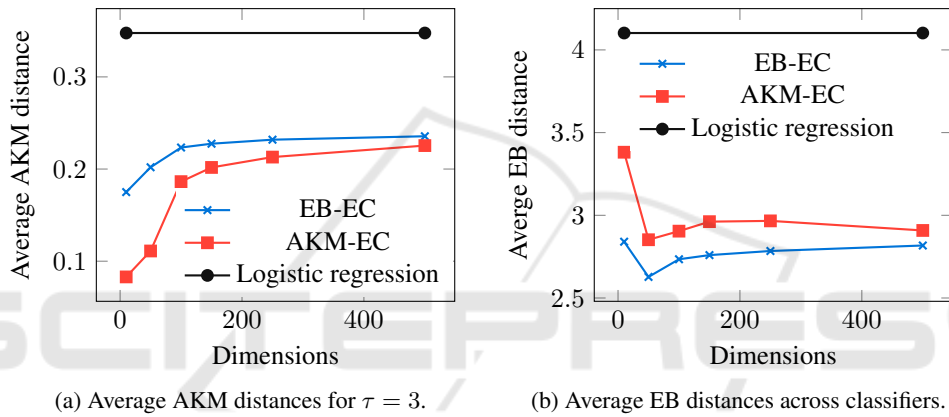 0.3
0.2
0.1
Average AKM distance
EB-EC
AKM-EC
Logistic regression
0 200 400
Dimensions
(a) Average AKM distances for τ = 3.
4
3.5
3
2.5
Averge EB distance
EB-EC
AKM-EC
Logistic regression
0 200 400
Dimensions
(b) Average EB distances across classifiers.
SCITEPRESS